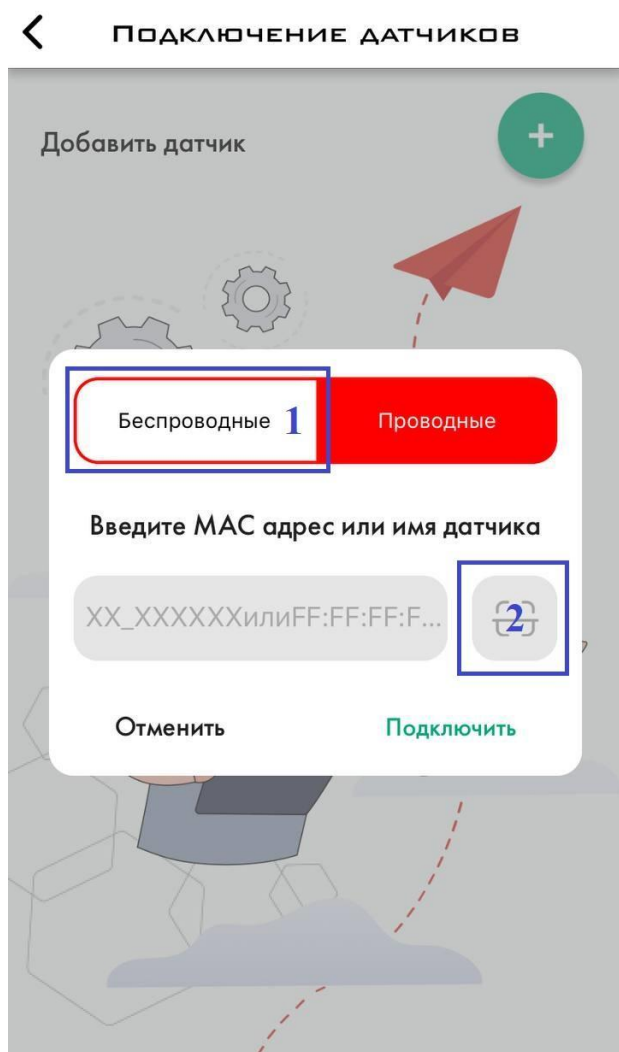 Подключение датчиков
Добавить датчик
Беспроводные 1 Проводные
Введите MAC адрес или имя датчика
XX_XXXXXXилиFF:FF:FF:F...
2
Отменить Подключить